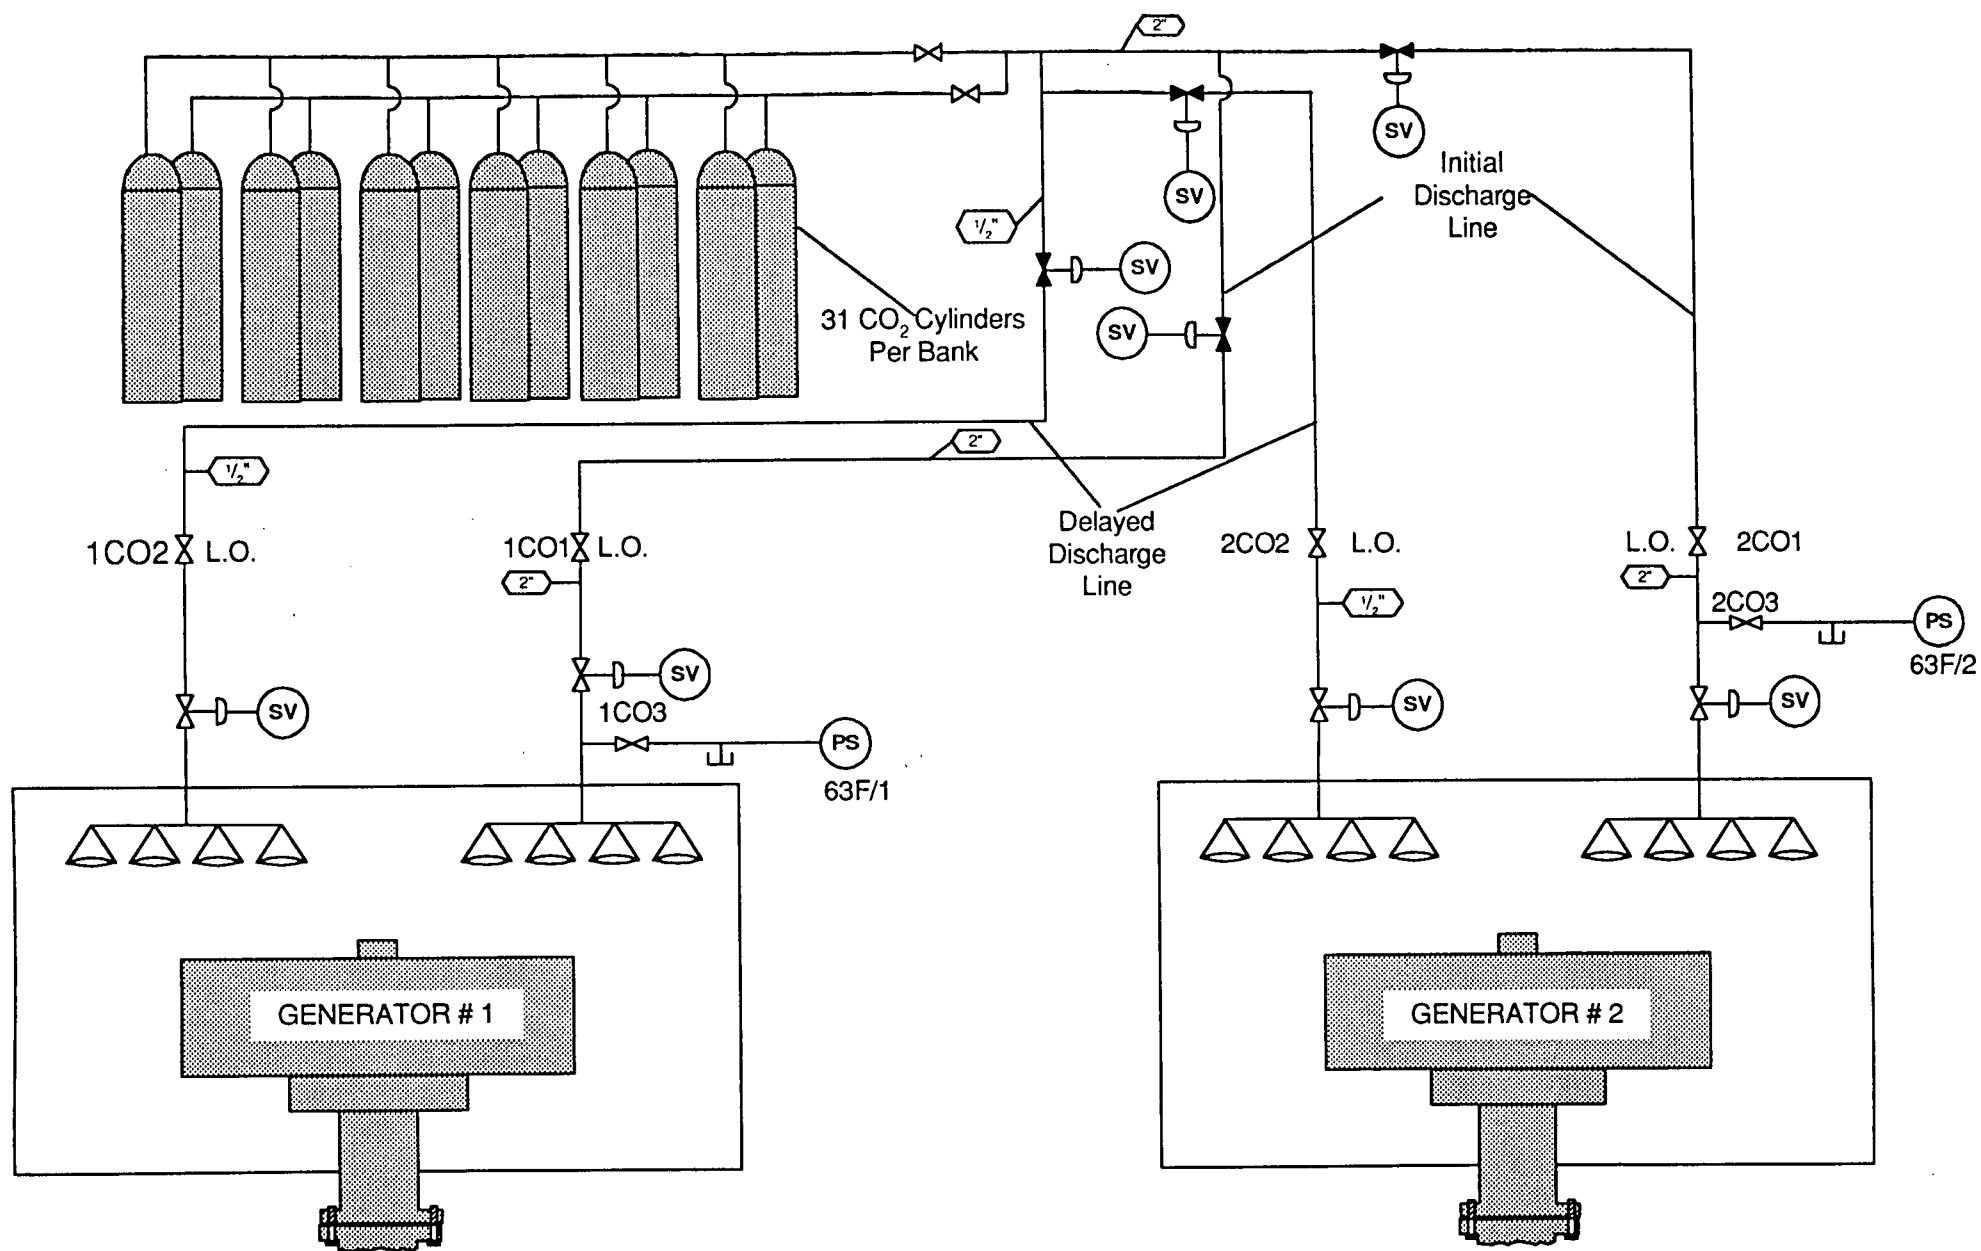 2"
SV
Initial
Discharge
Line
SV
1/2"
SV
31 CO2 Cylinders
Per Bank
SV
2"
1/2"
Delayed
Discharge
Line
1CO2 L.O.
1CO1 L.O.
2CO2 L.O.
L.O. 2CO1
2"
2"
1/2"
2CO3
PS
63F/2
SV
SV
1CO3
SV
SV
PS
63F/1
GENERATOR # 1
GENERATOR # 2